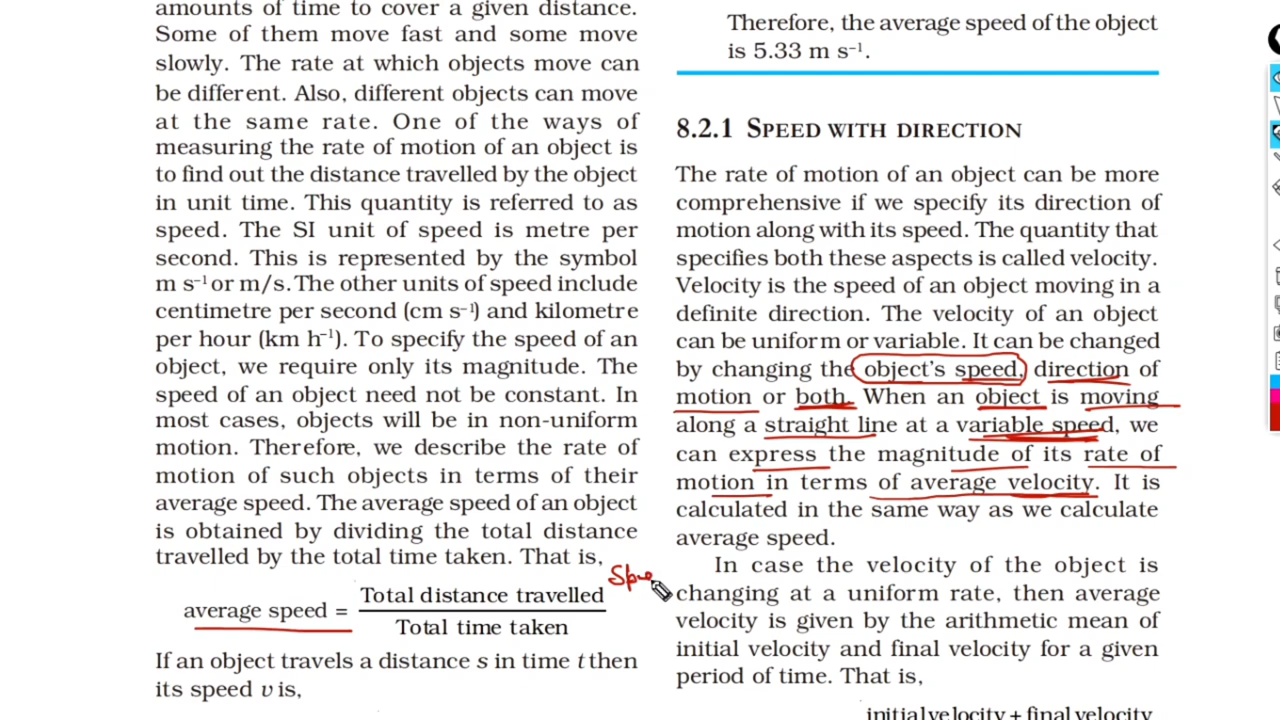 amounts of time to cover a given distance.
Some of them move fast and some move
slowly. The rate at which objects move can
be different. Also, different objects can move
at the same rate. One of the ways of
measuring the rate of motion of an object is
to find out the distance travelled by the object
in unit time. This quantity is referred to as
speed. The SI unit of speed is metre per
second. This is represented by the symbol
m s⁻¹ or m/s. The other units of speed include
centimetre per second (cm s⁻¹) and kilometre
per hour (km h⁻¹). To specify the speed of an
object, we require only its magnitude. The
speed of an object need not be constant. In
most cases, objects will be in non-uniform
motion. Therefore, we describe the rate of
motion of such objects in terms of their
average speed. The average speed of an object
is obtained by dividing the total distance
travelled by the total time taken. That is,
Spe
average speed = Total distance travelled
Total time taken
If an object travels a distance s in time t then
its speed v is,
Therefore, the average speed of the object
is 5.33 m s⁻¹.
8.2.1 SPEED WITH DIRECTION
The rate of motion of an object can be more
comprehensive if we specify its direction of
motion along with its speed. The quantity that
specifies both these aspects is called velocity.
Velocity is the speed of an object moving in a
definite direction. The velocity of an object
can be uniform or variable. It can be changed
by changing the object's speed, direction of
motion or both. When an object is moving
along a straight line at a variable speed, we
can express the magnitude of its rate of
motion in terms of average velocity. It is
calculated in the same way as we calculate
average speed.
In case the velocity of the object is
changing at a uniform rate, then average
velocity is given by the arithmetic mean of
initial velocity and final velocity for a given
period of time. That is,
initial velocity + final velocity